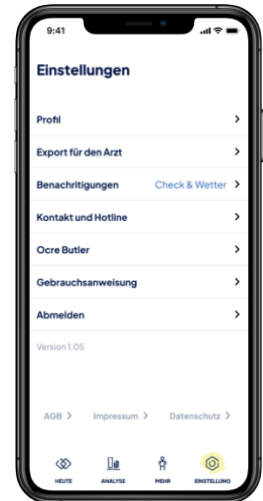 9:41
Einstellungen
Profil
Export für den Arzt
Benachritigungen Check & Wetter
Kontakt und Hotline
Ocre Butler
Gebrauchsanweisung
Abmelden
Version 1.05
AGB Impressum Datenschutz
HEUTE ANALYSE MEHR EINSTELLUNG